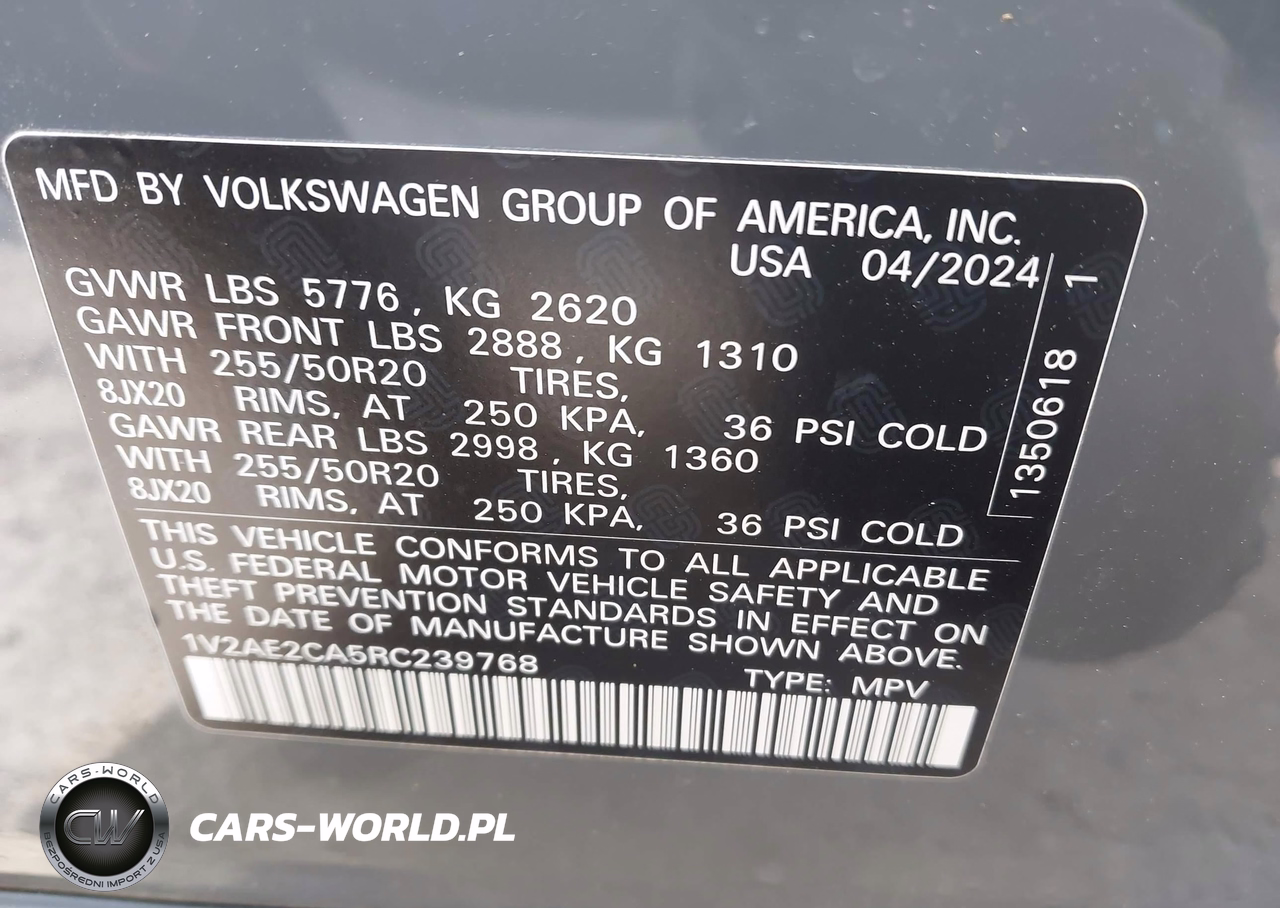 MFD BY VOLKSWAGEN GROUP OF AMERICA, INC.
USA 04/2024
GVWR LBS 5776, KG 2620
GAWR FRONT LBS 2888, KG 1310
WITH 255/50R20 TIRES,
8JX20 RIMS, AT 250 KPA, 36 PSI COLD
GAWR REAR LBS 2998, KG 1360
WITH 255/50R20 TIRES,
8JX20 RIMS, AT 250 KPA, 36 PSI COLD
1350618 1
THIS VEHICLE CONFORMS TO ALL APPLICABLE
U.S. FEDERAL MOTOR VEHICLE SAFETY AND
THEFT PREVENTION STANDARDS IN EFFECT ON
THE DATE OF MANUFACTURE SHOWN ABOVE.
1V2AE2CA5RC239768
TYPE: MPV
CARS-WORLD
CW
BEZPOŚREDNI IMPORT Z USA
CARS-WORLD.PL